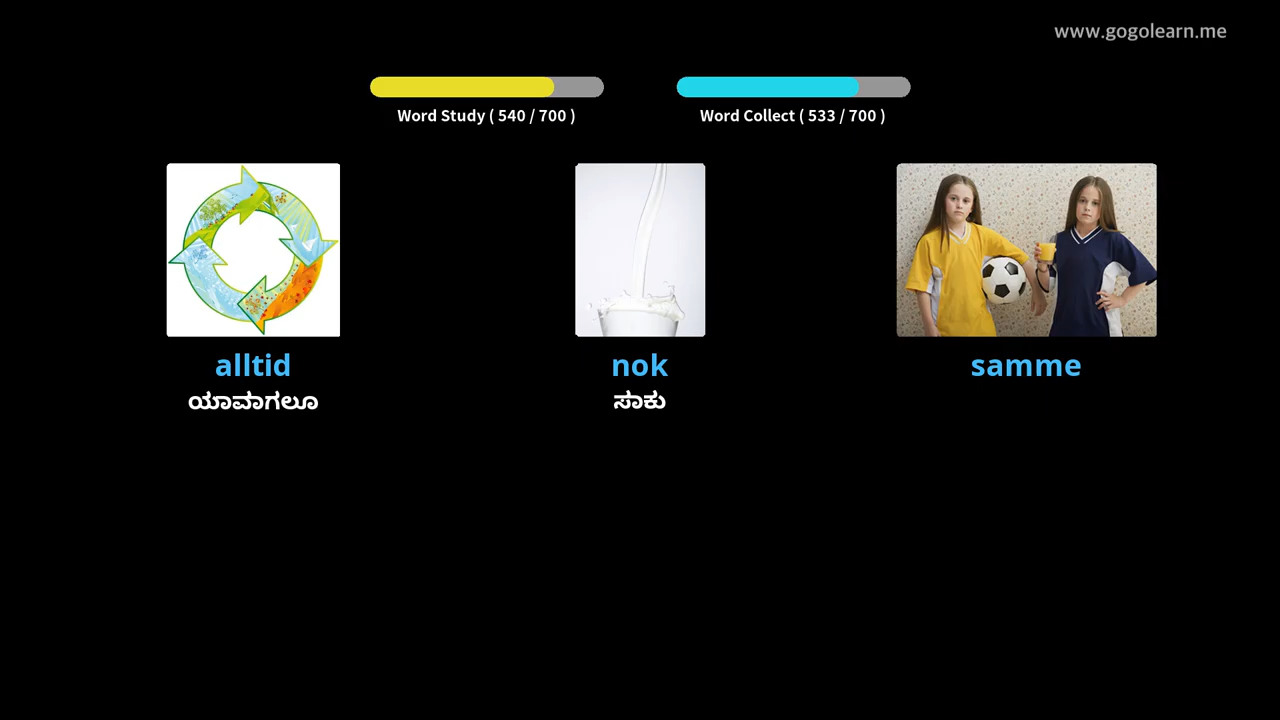 www.gogolearn.me
Word Study ( 540 / 700 )
Word Collect ( 533 / 700 )
alltid
nok
samme
ಯಾವಾಗಲೂ
ಸಾಕು